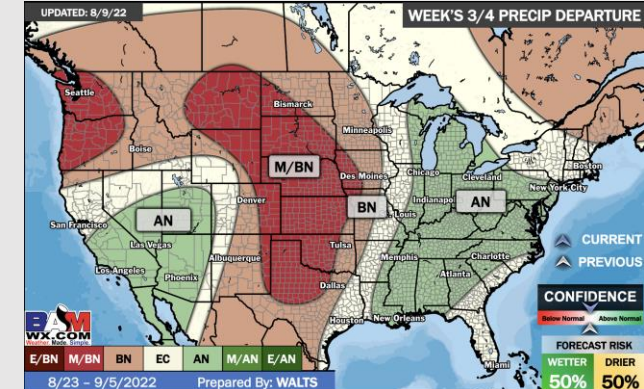 UPDATED: 8/9/22
WEEK'S 3/4 PRECIP DEPARTURE
Seattle
Bismarck
Minneapolis
Boise
M/BN
Boston
Des Moines
Chicago
Cleveland
New York City
San Francisco
AN
Denver
BN
St. Louis
Indianapolis
AN
Las Vegas
Los Angeles
Phoenix
Albuquerque
Tulsa
Memphis
Charlotte
Atlanta
Dallas
Houston
New Orleans
Miami
CURRENT
PREVIOUS
CONFIDENCE
Below Normal Above Normal
FORECAST RISK
WETTER DRIER
50% 50%
BAM
WX.COM
Weather. Made. Simple.
E/BN M/BN BN EC AN M/AN E/AN
8/23 – 9/5/2022 Prepared By: WALTS